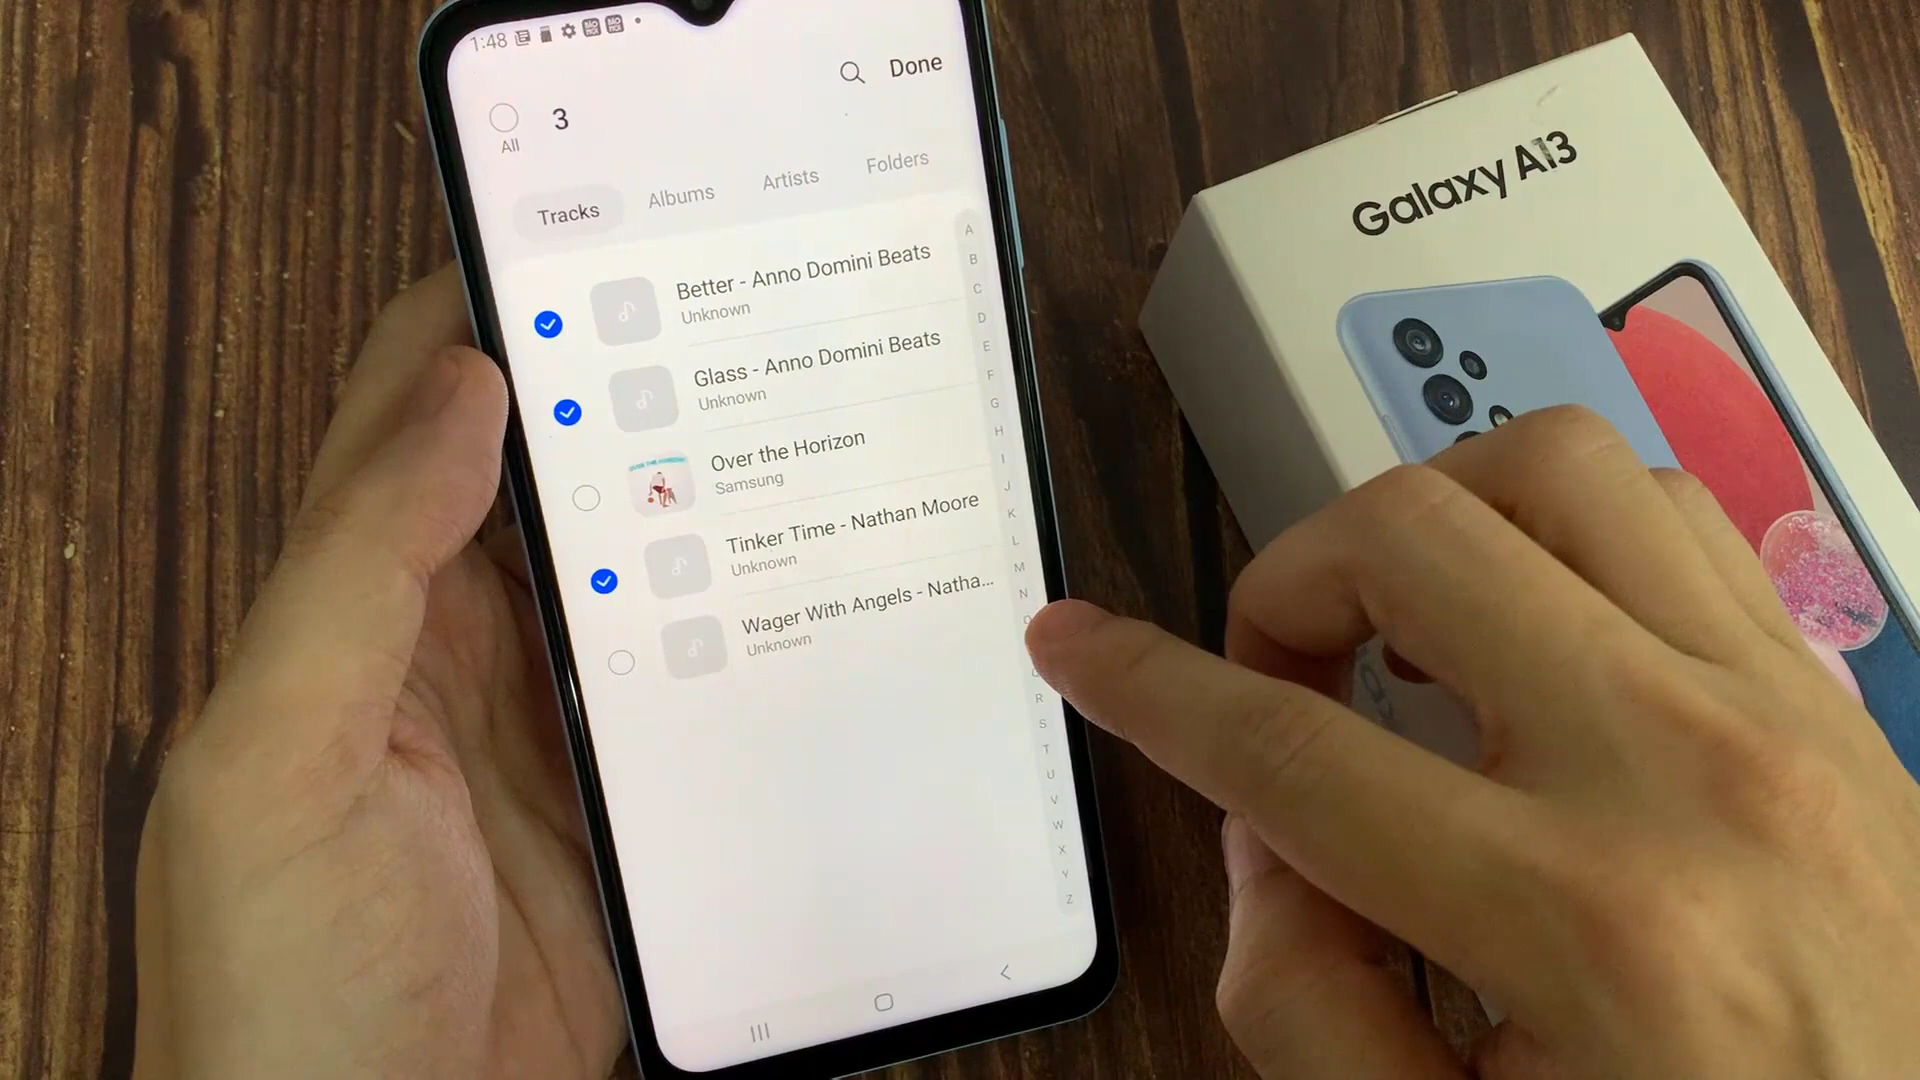 1:48
Done
3
All
Tracks
Albums
Artists
Folders
Better - Anno Domini Beats
Unknown
Glass - Anno Domini Beats
Unknown
Over the Horizon
Samsung
Tinker Time - Nathan Moore
Unknown
Wager With Angels - Natha...
Unknown
A
B
C
D
E
F
G
H
I
J
K
L
M
N
R
S
T
U
V
W
X
Y
Z
Galaxy A13